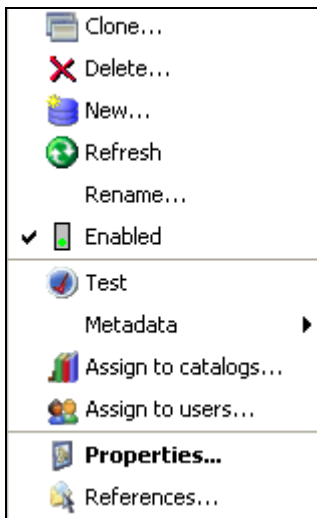 Clone...
Delete...
New...
Refresh
Rename...
Enabled
Test
Metadata
Assign to catalogs...
Assign to users...
Properties...
References...